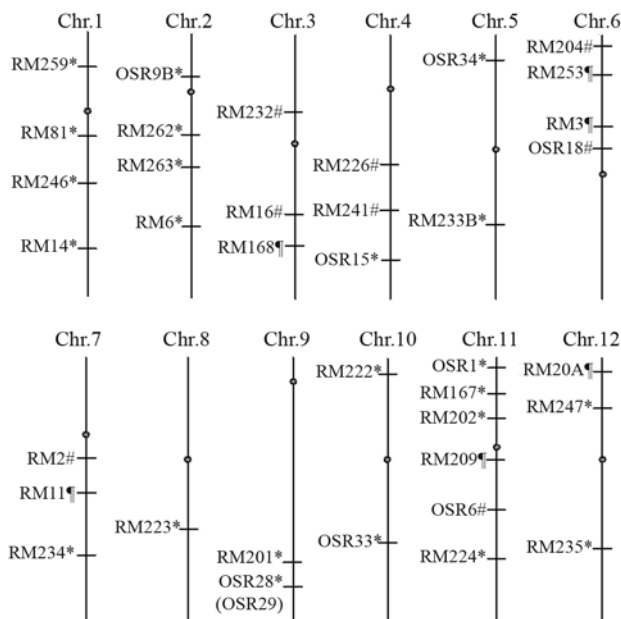 Chr.1 Chr.2 Chr.3 Chr.4 Chr.5 Chr.6
RM259*
RM81*
RM246*
RM14*
OSR9B*
RM262*
RM263*
RM6*
RM232#
RM16#
RM168¶
RM226#
RM241#
OSR15*
OSR34*
RM233B*
RM204#
RM253¶
RM3¶
OSR18#
Chr.7 Chr.8 Chr.9 Chr.10 Chr.11 Chr.12
RM2#
RM11¶
RM234*
RM223*
RM201*
OSR28*
(OSR29)
RM222*
OSR33*
OSR1*
RM167*
RM202*
RM209¶
OSR6#
RM224*
RM20A¶
RM247*
RM235*